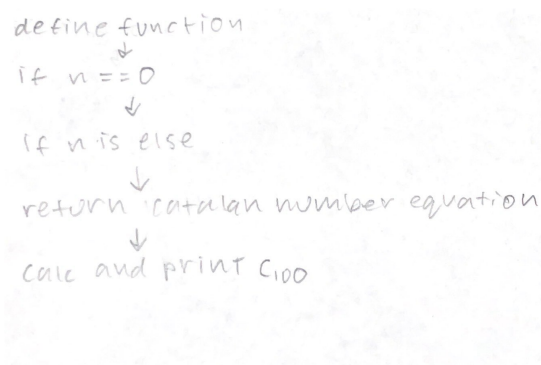 define function
↓
if n == 0
↓
if n is else
↓
return catalan number equation
↓
calc and print C₁₀₀